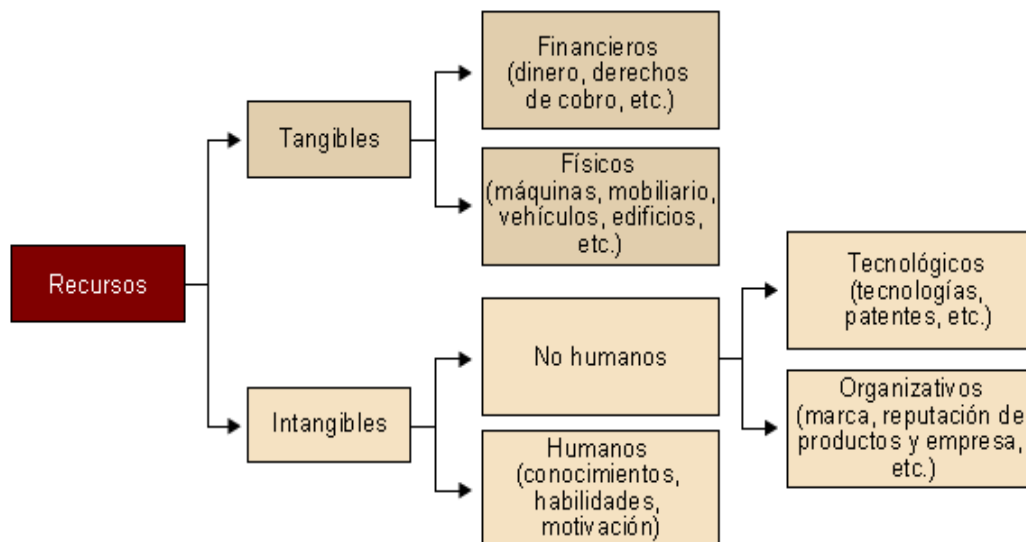 Recursos
Tangibles
Financieros
(dinero, derechos
de cobro, etc.)
Físicos
(máquinas, mobiliario,
vehículos, edificios,
etc.)
Intangibles
No humanos
Tecnológicos
(tecnologías,
patentes, etc.)
Organizativos
(marca, reputación de
productos y empresa,
etc.)
Humanos
(conocimientos,
habilidades,
motivación)